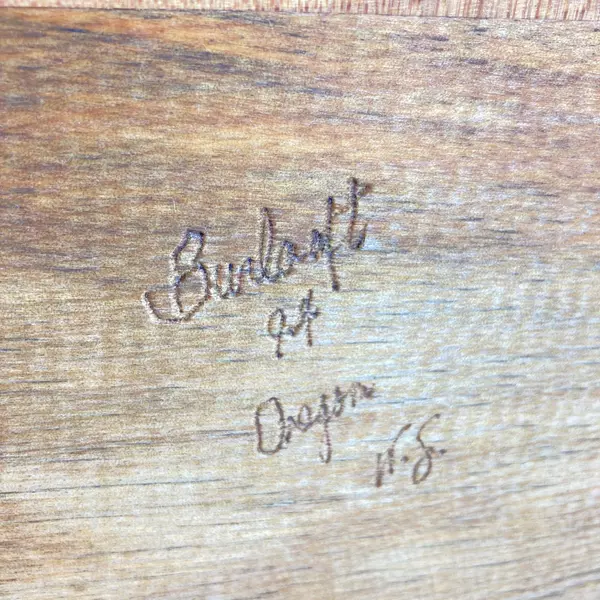 Burlcraft
of
Oregon
W.S.